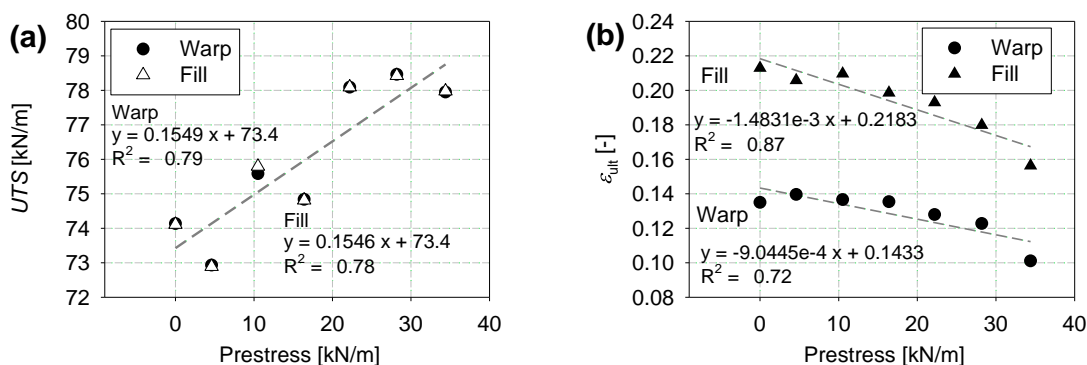 (a)
80
79
78
77
76
75
74
73
72
UTS [kN/m]
Warp
Fill
Warp
y = 0.1549 x + 73.4
R² = 0.79
Fill
y = 0.1546 x + 73.4
R² = 0.78
0 10 20 30 40
Prestress [kN/m]
(b)
0.24
0.22
0.20
0.18
0.16
0.14
0.12
0.10
0.08
εult [-]
Warp
Fill
Fill
y = -1.4831e-3 x + 0.2183
R² = 0.87
Warp
y = -9.0445e-4 x + 0.1433
R² = 0.72
0 10 20 30 40
Prestress [kN/m]